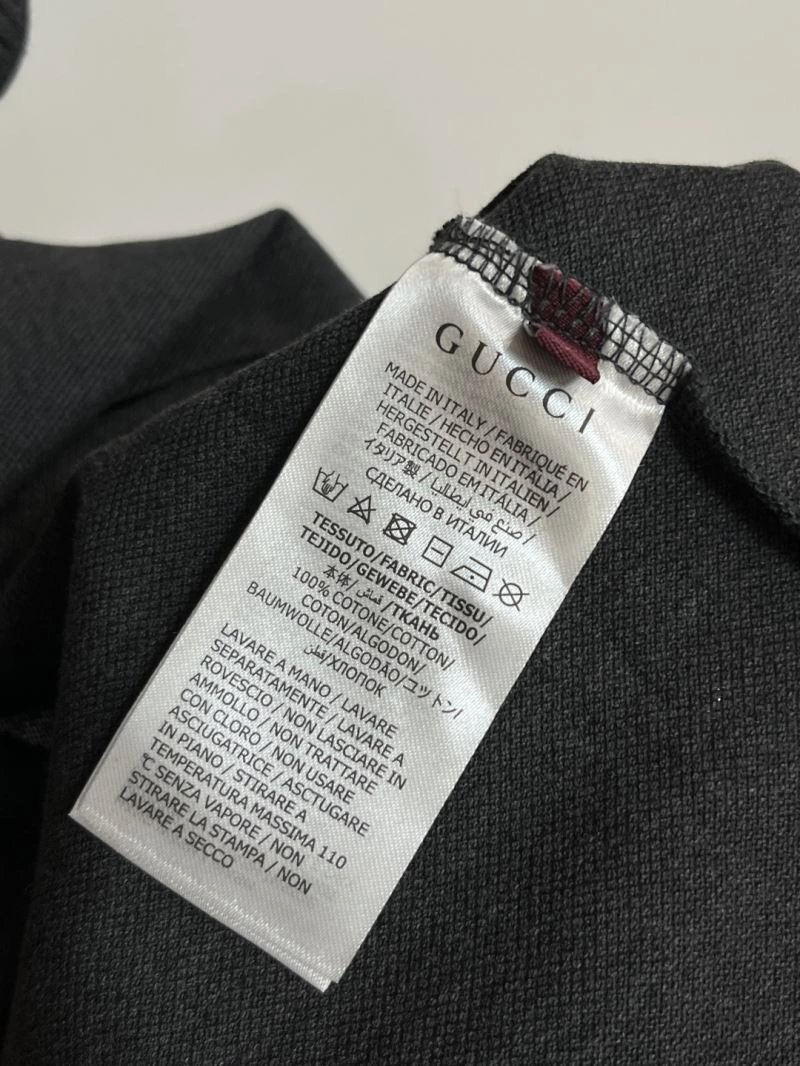 GUCCI
MADE IN ITALY / FABRIQUÉ EN
ITALIE / HECHO EN ITÁLIA /
HERGESTELLT IN ITALIEN /
FABRICADO EM ITÁLIA /
イタリア製 / صنع في ايطاليا /
СДЕЛАНО В ИТАЛИИ
TESSUTO/FABRIC/TISSU/
TEJIDO/GEWEBE/TECIDO/
本体/قماش/ТКАНЬ
100% COTONE/COTTON/
COTON/ALGODON/
BAUMWOLLE/ALGODÃO/コットン/
قطن/ХЛОПОК
LAVARE A MANO / LAVARE
SEPARATAMENTE / LAVARE A
ROVESCIO / NON LASCIARE IN
AMMOLLO / NON TRATTARE
CON CLORO / NON USARE
ASCIUGATRICE / ASCTUGARE
IN PIANO / STIRARE A
TEMPERATURA MASSIMA 110
℃ SENZA VAPORE / NON
STIRARE LA STAMPA / NON
LAVARE A SECCO